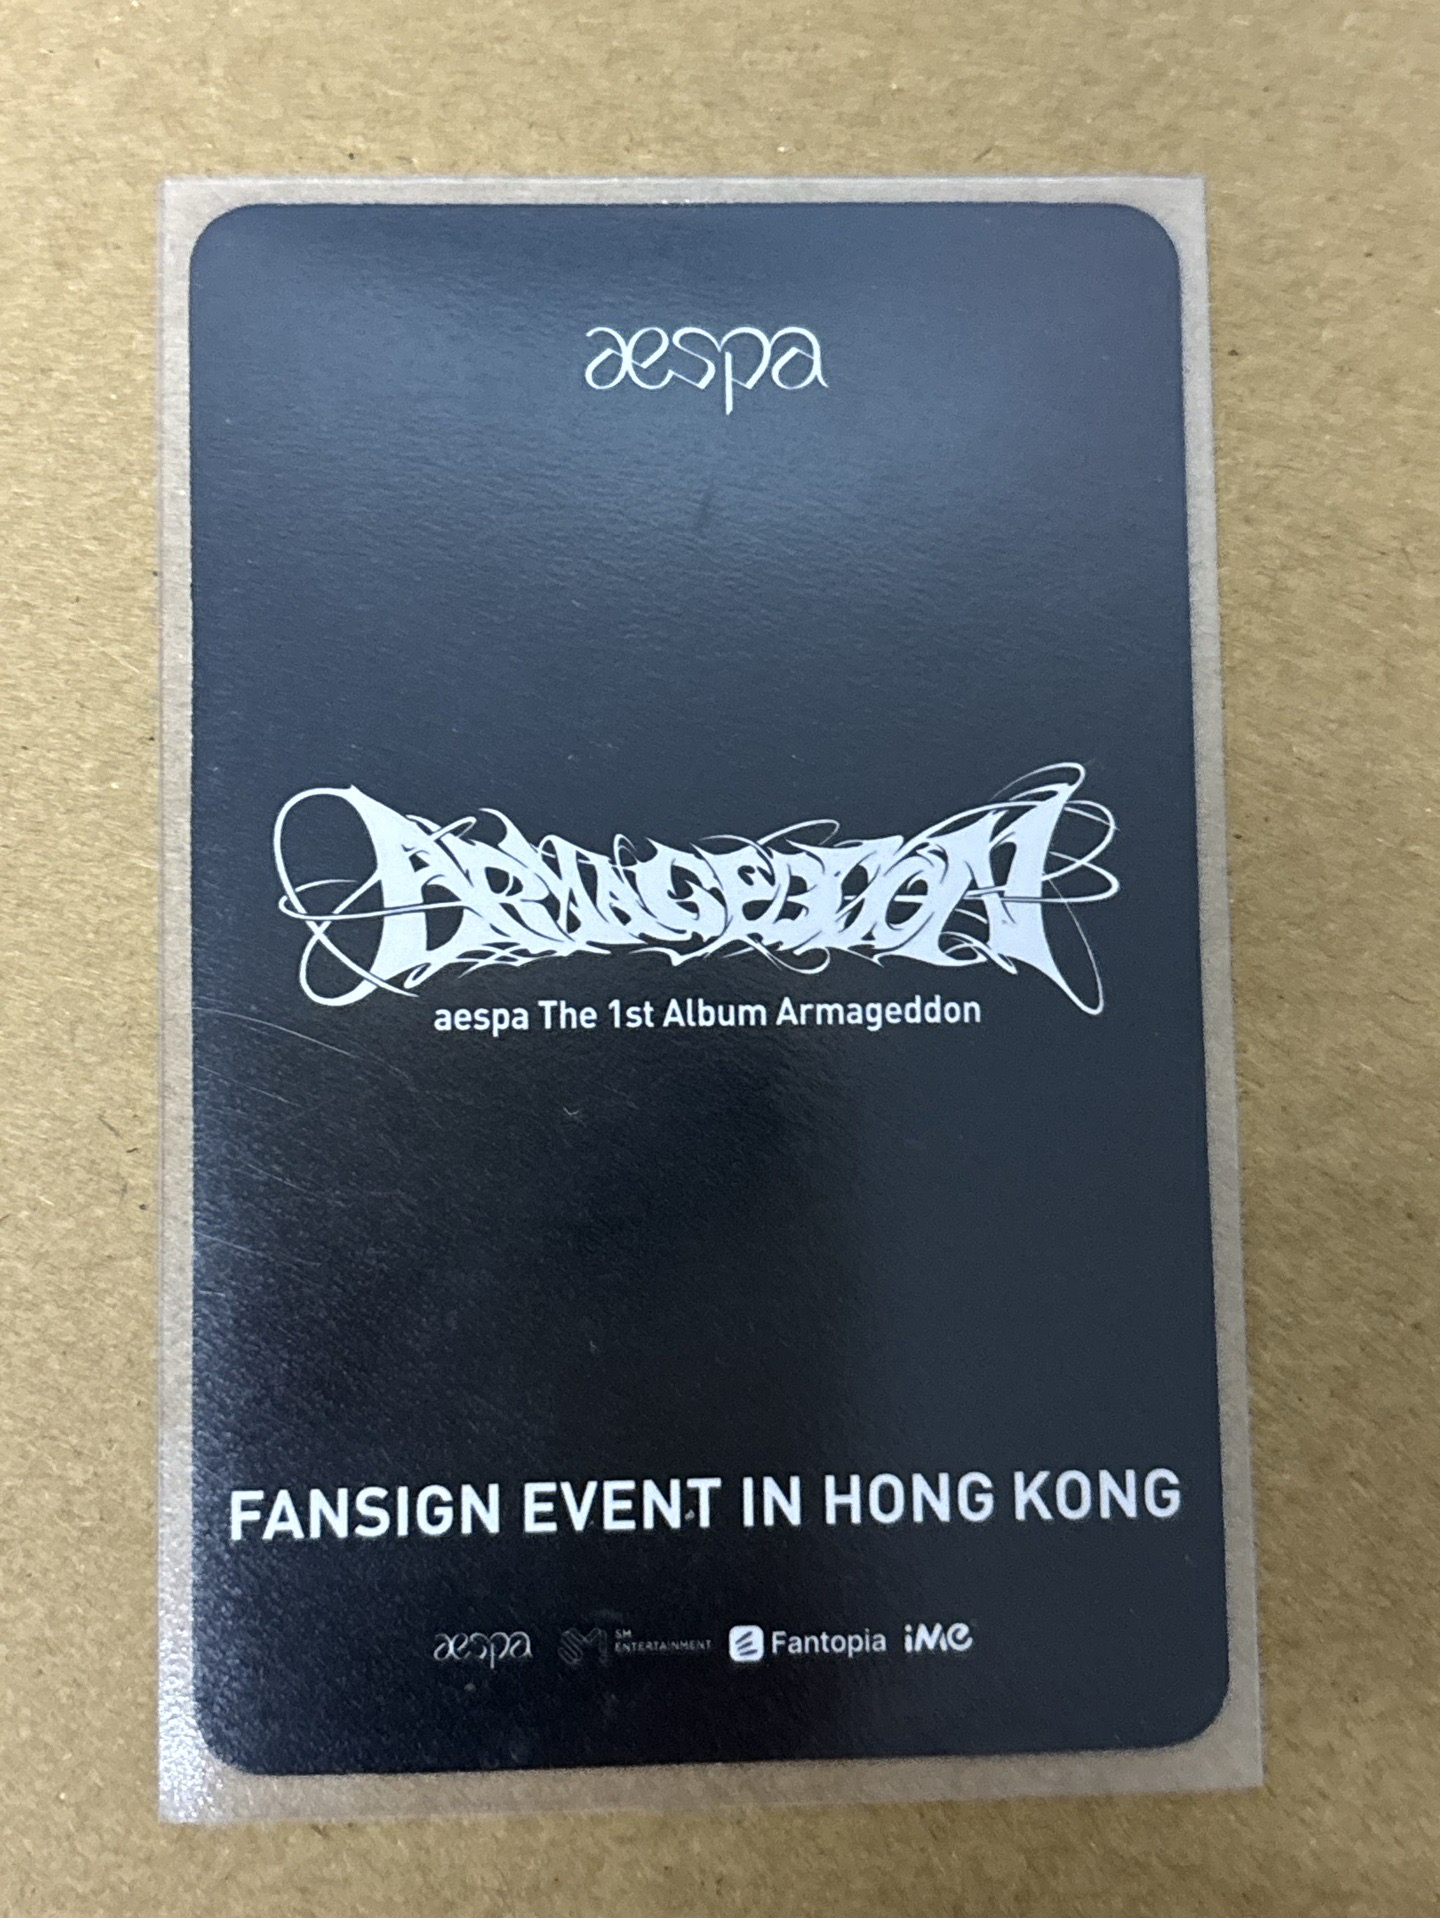 aespa
ARMAGEDDON
aespa The 1st Album Armageddon
FANSIGN EVENT IN HONG KONG
aespa SM ENTERTAINMENT Fantopia iMe